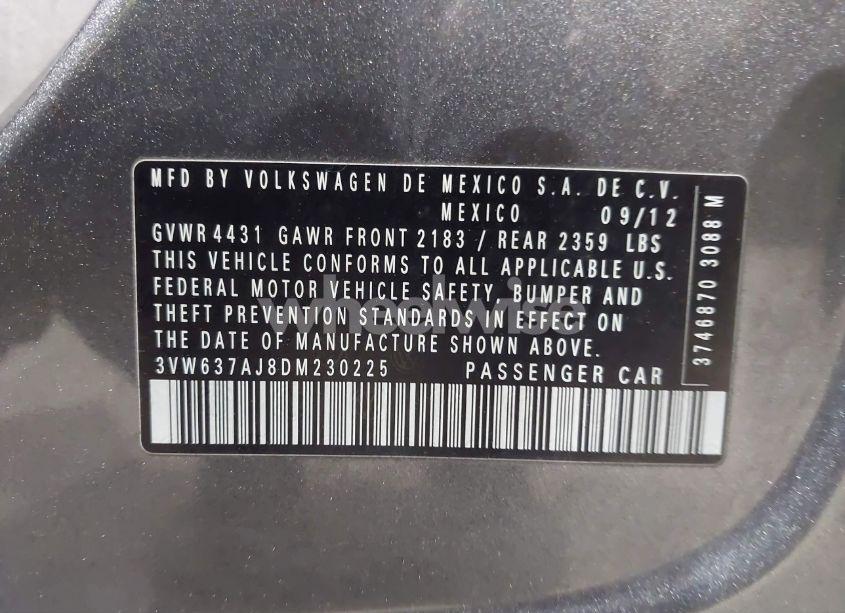 MFD BY VOLKSWAGEN DE MEXICO S.A. DE C.V.
MEXICO 09/12
GVWR 4431 GAWR FRONT 2183 / REAR 2359 LBS
THIS VEHICLE CONFORMS TO ALL APPLICABLE U.S.
FEDERAL MOTOR VEHICLE SAFETY, BUMPER AND
THEFT PREVENTION STANDARDS IN EFFECT ON
THE DATE OF MANUFACTURE SHOWN ABOVE.
3VW637AJ8DM230225 PASSENGER CAR
3746870 3088 M
wheelwise